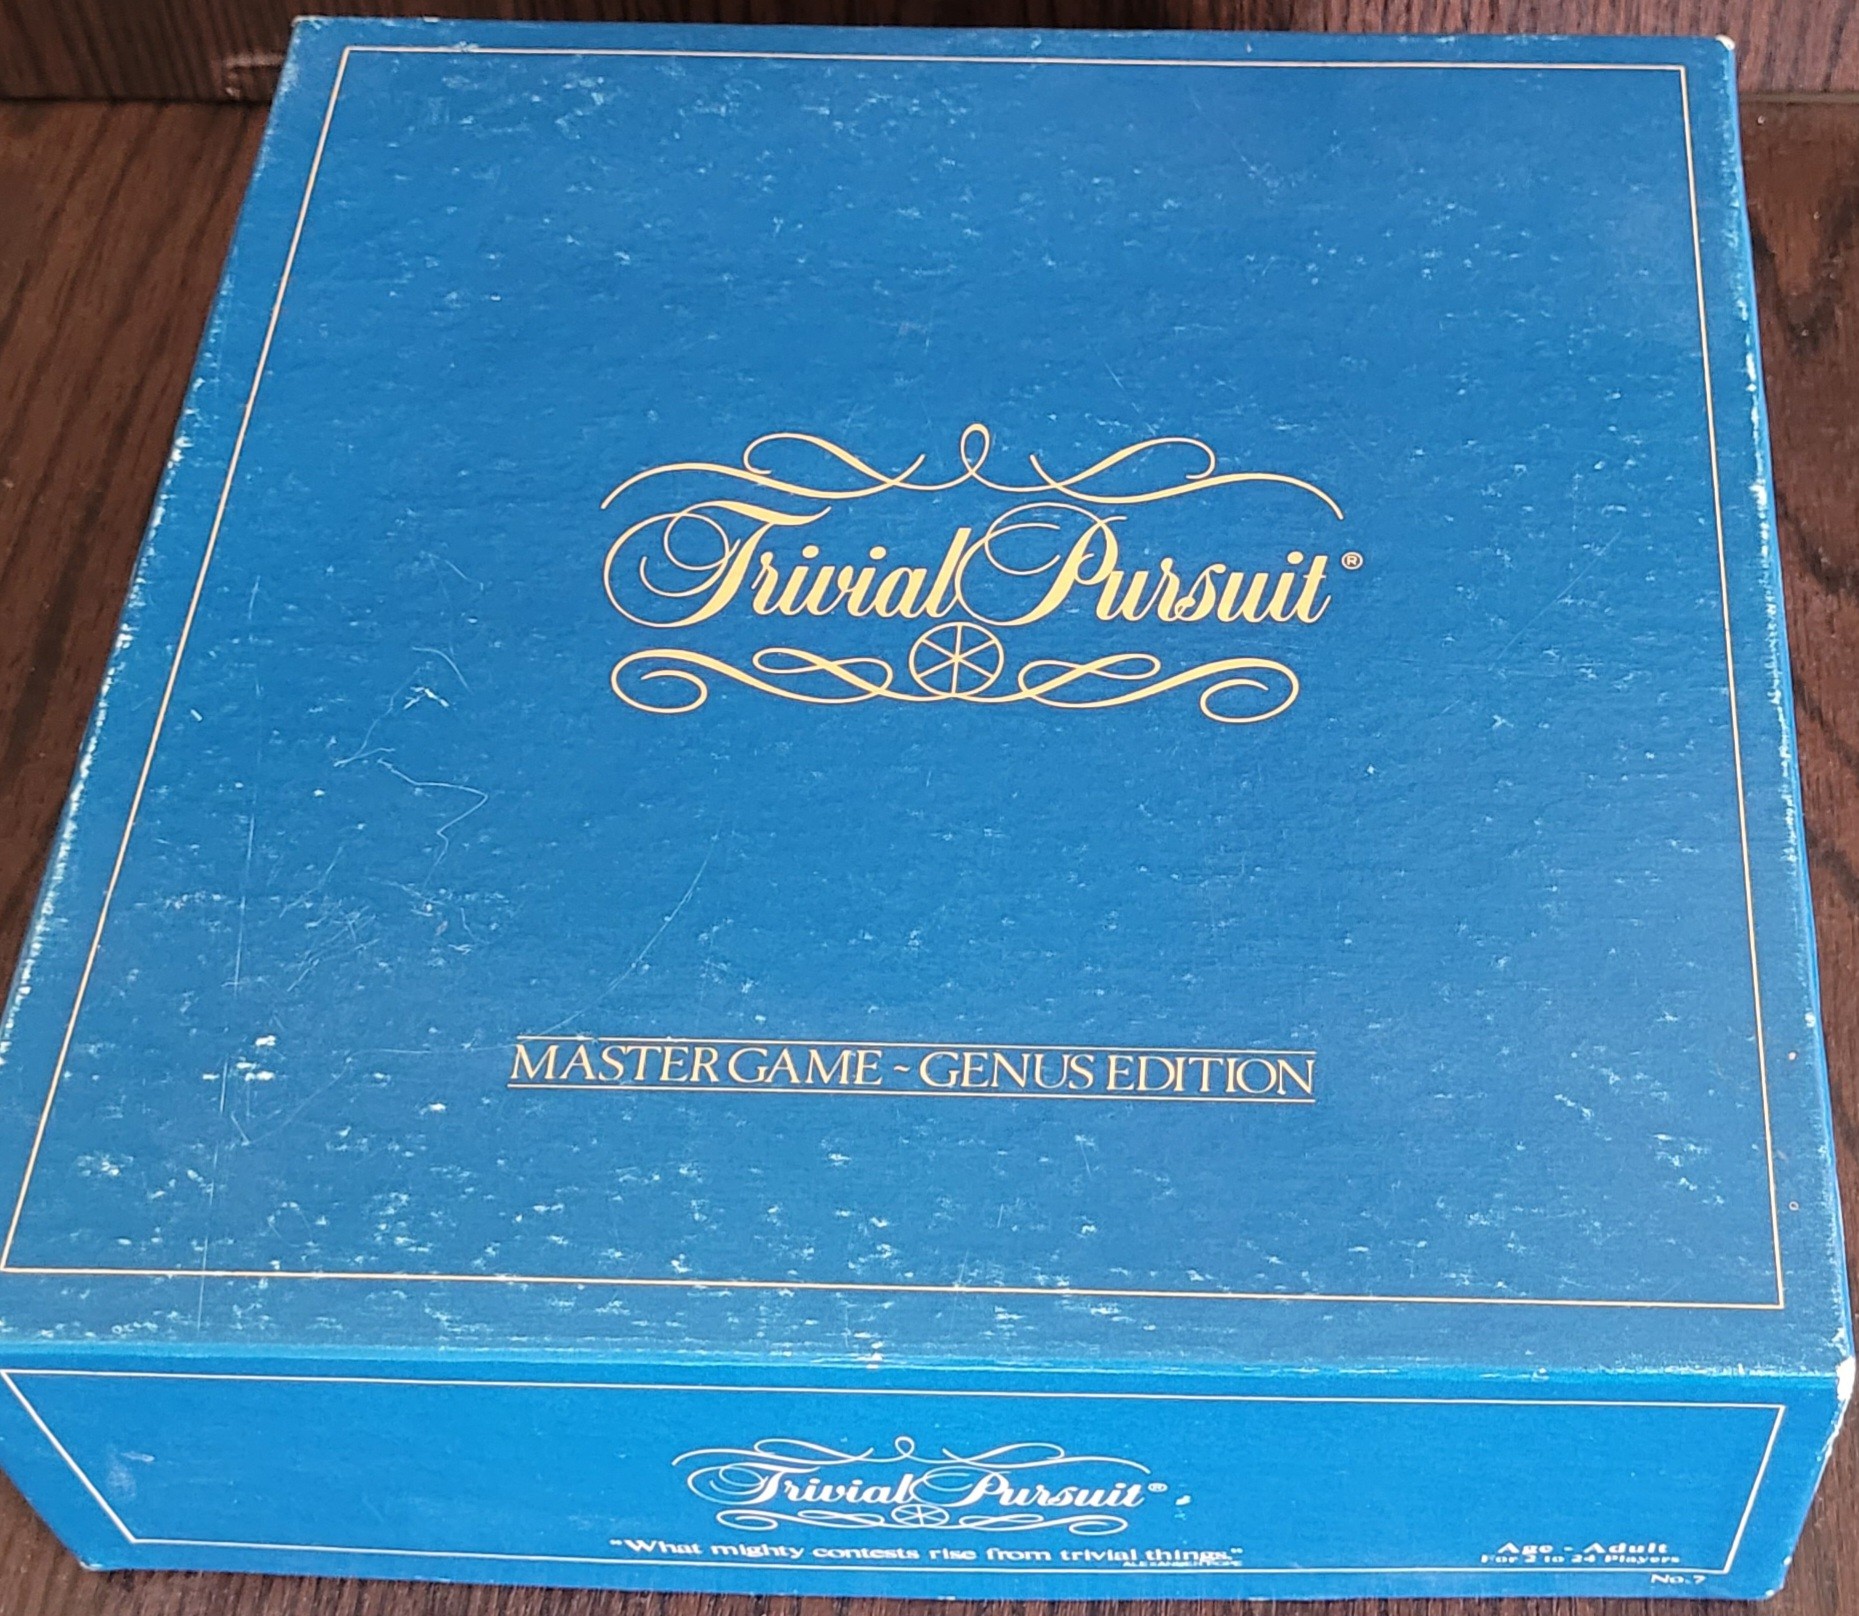 Trivial Pursuit®
MASTER GAME ~ GENUS EDITION
Trivial Pursuit®
"What mighty contests rise from trivial things."
ALEXANDER POPE
Age - Adult
For 2 to 24 Players
No. 7